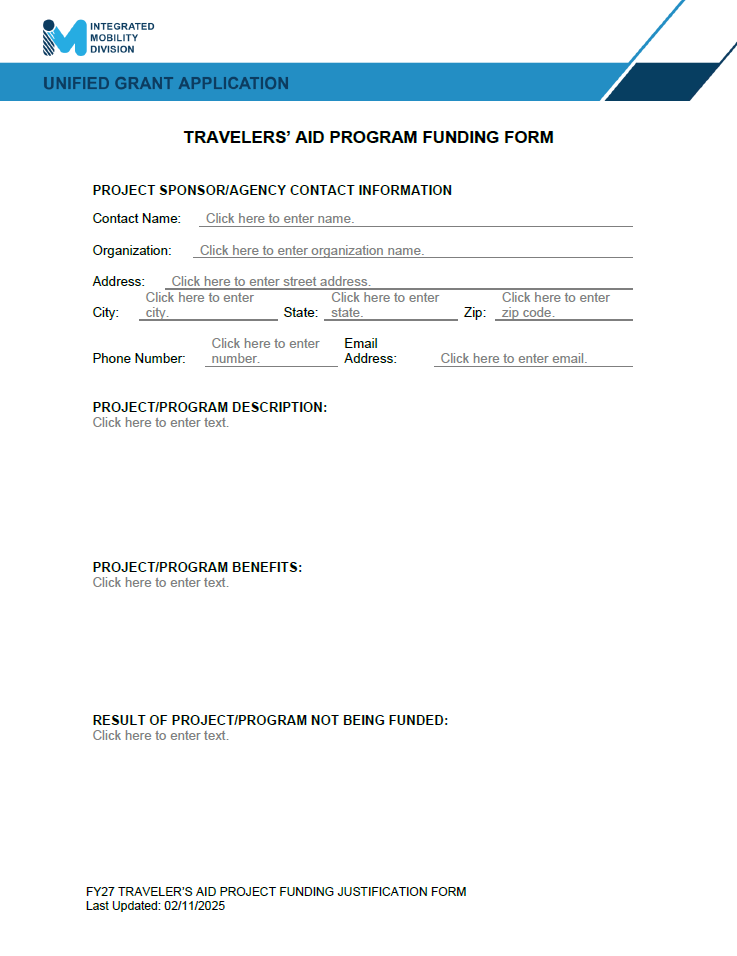 INTEGRATED
MOBILITY
DIVISION
UNIFIED GRANT APPLICATION
TRAVELERS’ AID PROGRAM FUNDING FORM
PROJECT SPONSOR/AGENCY CONTACT INFORMATION
Contact Name: Click here to enter name.
Organization: Click here to enter organization name.
Address: Click here to enter street address.
City: Click here to enter city. State: Click here to enter state. Zip: Click here to enter zip code.
Phone Number: Click here to enter number. Email Address: Click here to enter email.
PROJECT/PROGRAM DESCRIPTION:
Click here to enter text.
PROJECT/PROGRAM BENEFITS:
Click here to enter text.
RESULT OF PROJECT/PROGRAM NOT BEING FUNDED:
Click here to enter text.
FY27 TRAVELER’S AID PROJECT FUNDING JUSTIFICATION FORM
Last Updated: 02/11/2025